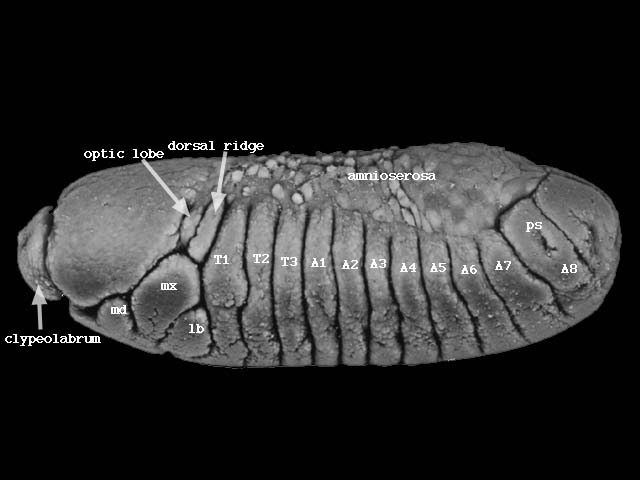 dorsal ridge
optic lobe
amnioserosa
ps
T1
T2
T3
A1
A2
A3
A4
A5
A6
A7
A8
mx
md
lb
clypeolabrum